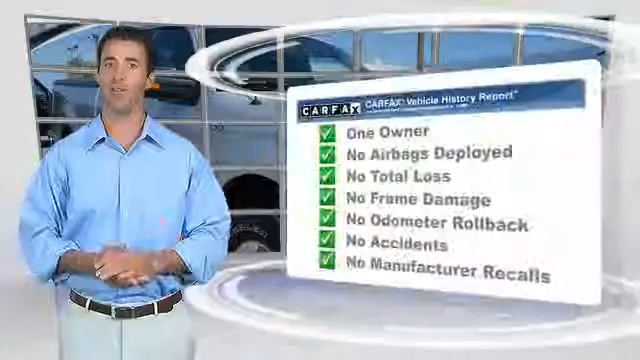 CARFAX CARFAX Vehicle History Report™
One Owner
No Airbags Deployed
No Total Loss
No Frame Damage
No Odometer Rollback
No Accidents
No Manufacturer Recalls